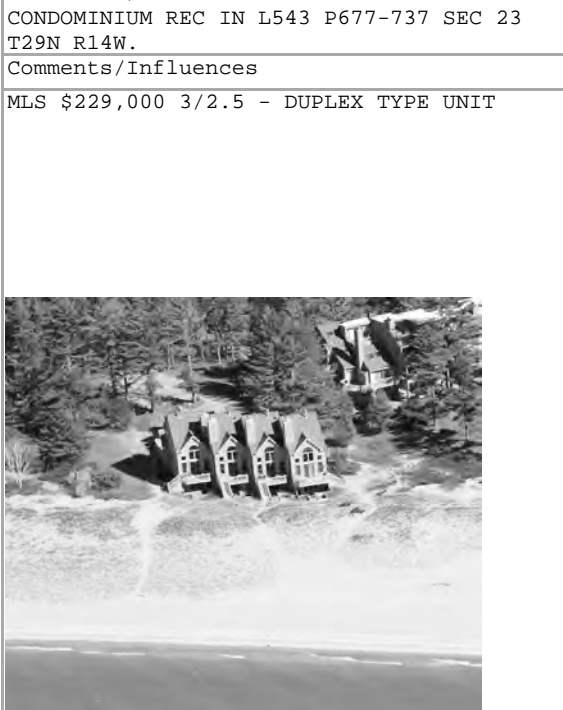 CONDOMINIUM REC IN L543 P677-737 SEC 23
T29N R14W.
Comments/Influences
MLS $229,000 3/2.5 - DUPLEX TYPE UNIT